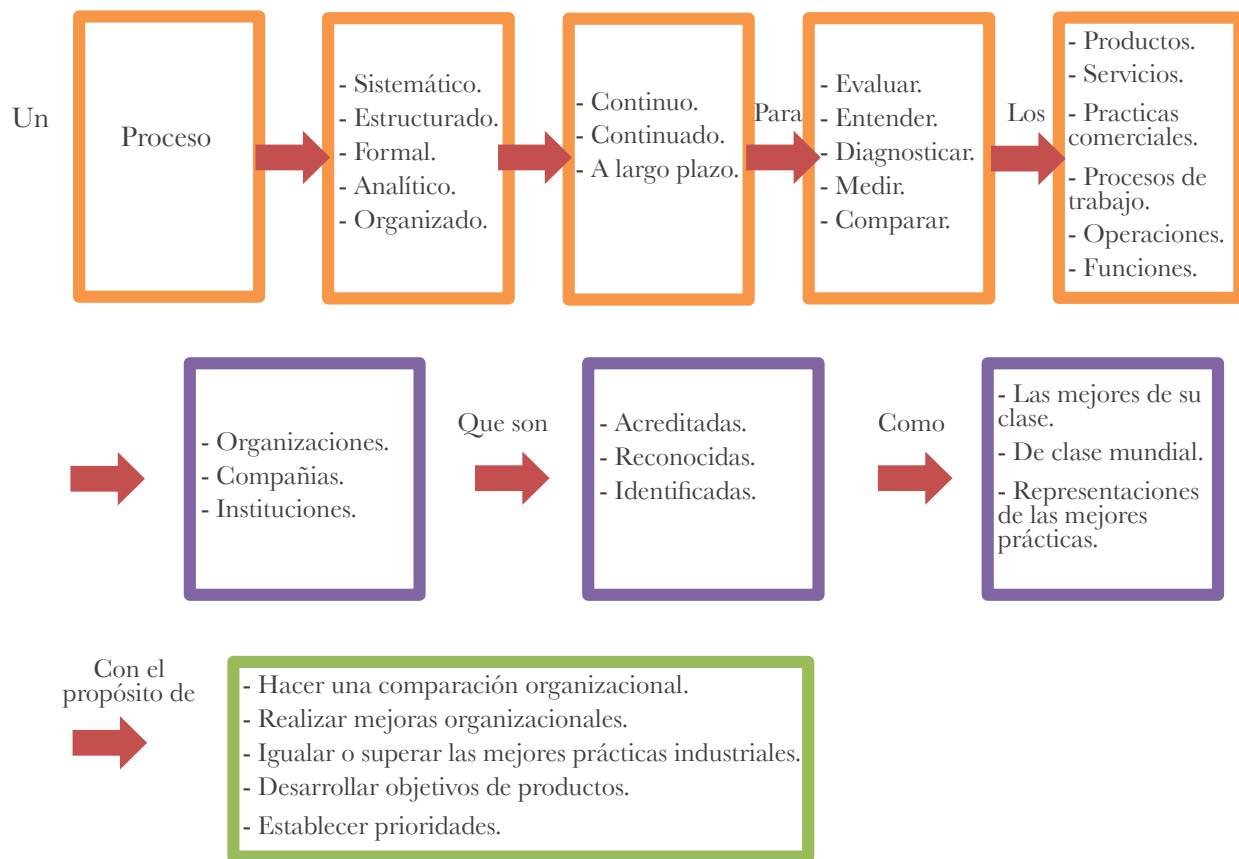 Un
Proceso
- Sistemático.
- Estructurado.
- Formal.
- Analítico.
- Organizado.
- Continuo.
- Continuado.
- A largo plazo.
Para
- Evaluar.
- Entender.
- Diagnosticar.
- Medir.
- Comparar.
Los
- Productos.
- Servicios.
- Practicas
comerciales.
- Procesos de
trabajo.
- Operaciones.
- Funciones.
- Organizaciones.
- Compañias.
- Instituciones.
Que son
- Acreditadas.
- Reconocidas.
- Identificadas.
Como
- Las mejores de su
clase.
- De clase mundial.
- Representaciones
de las mejores
prácticas.
Con el
propósito de
- Hacer una comparación organizacional.
- Realizar mejoras organizacionales.
- Igualar o superar las mejores prácticas industriales.
- Desarrollar objetivos de productos.
- Establecer prioridades.